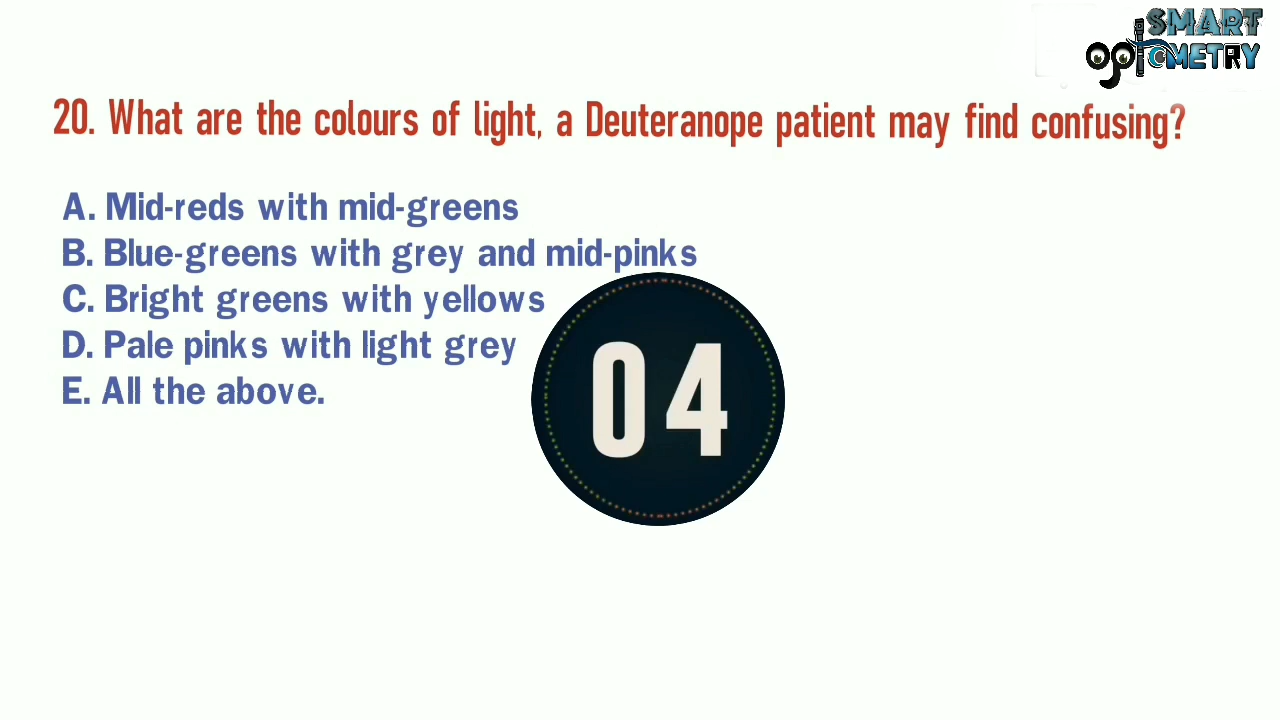 SMART
OptOMETRY
20. What are the colours of light, a Deuteranope patient may find confusing?
A. Mid-reds with mid-greens
B. Blue-greens with grey and mid-pinks
C. Bright greens with yellows
D. Pale pinks with light grey
E. All the above.
04